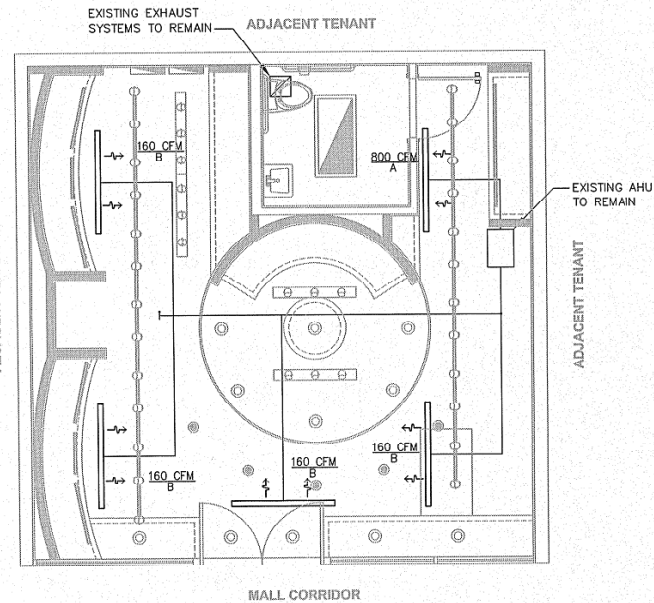 EXISTING EXHAUST
SYSTEMS TO REMAIN
ADJACENT TENANT
160 CFM
B
800 CFM
A
EXISTING AHU
TO REMAIN
ADJACENT TENANT
160 CFM
B
160 CFM
B
160 CFM
B
MALL CORRIDOR